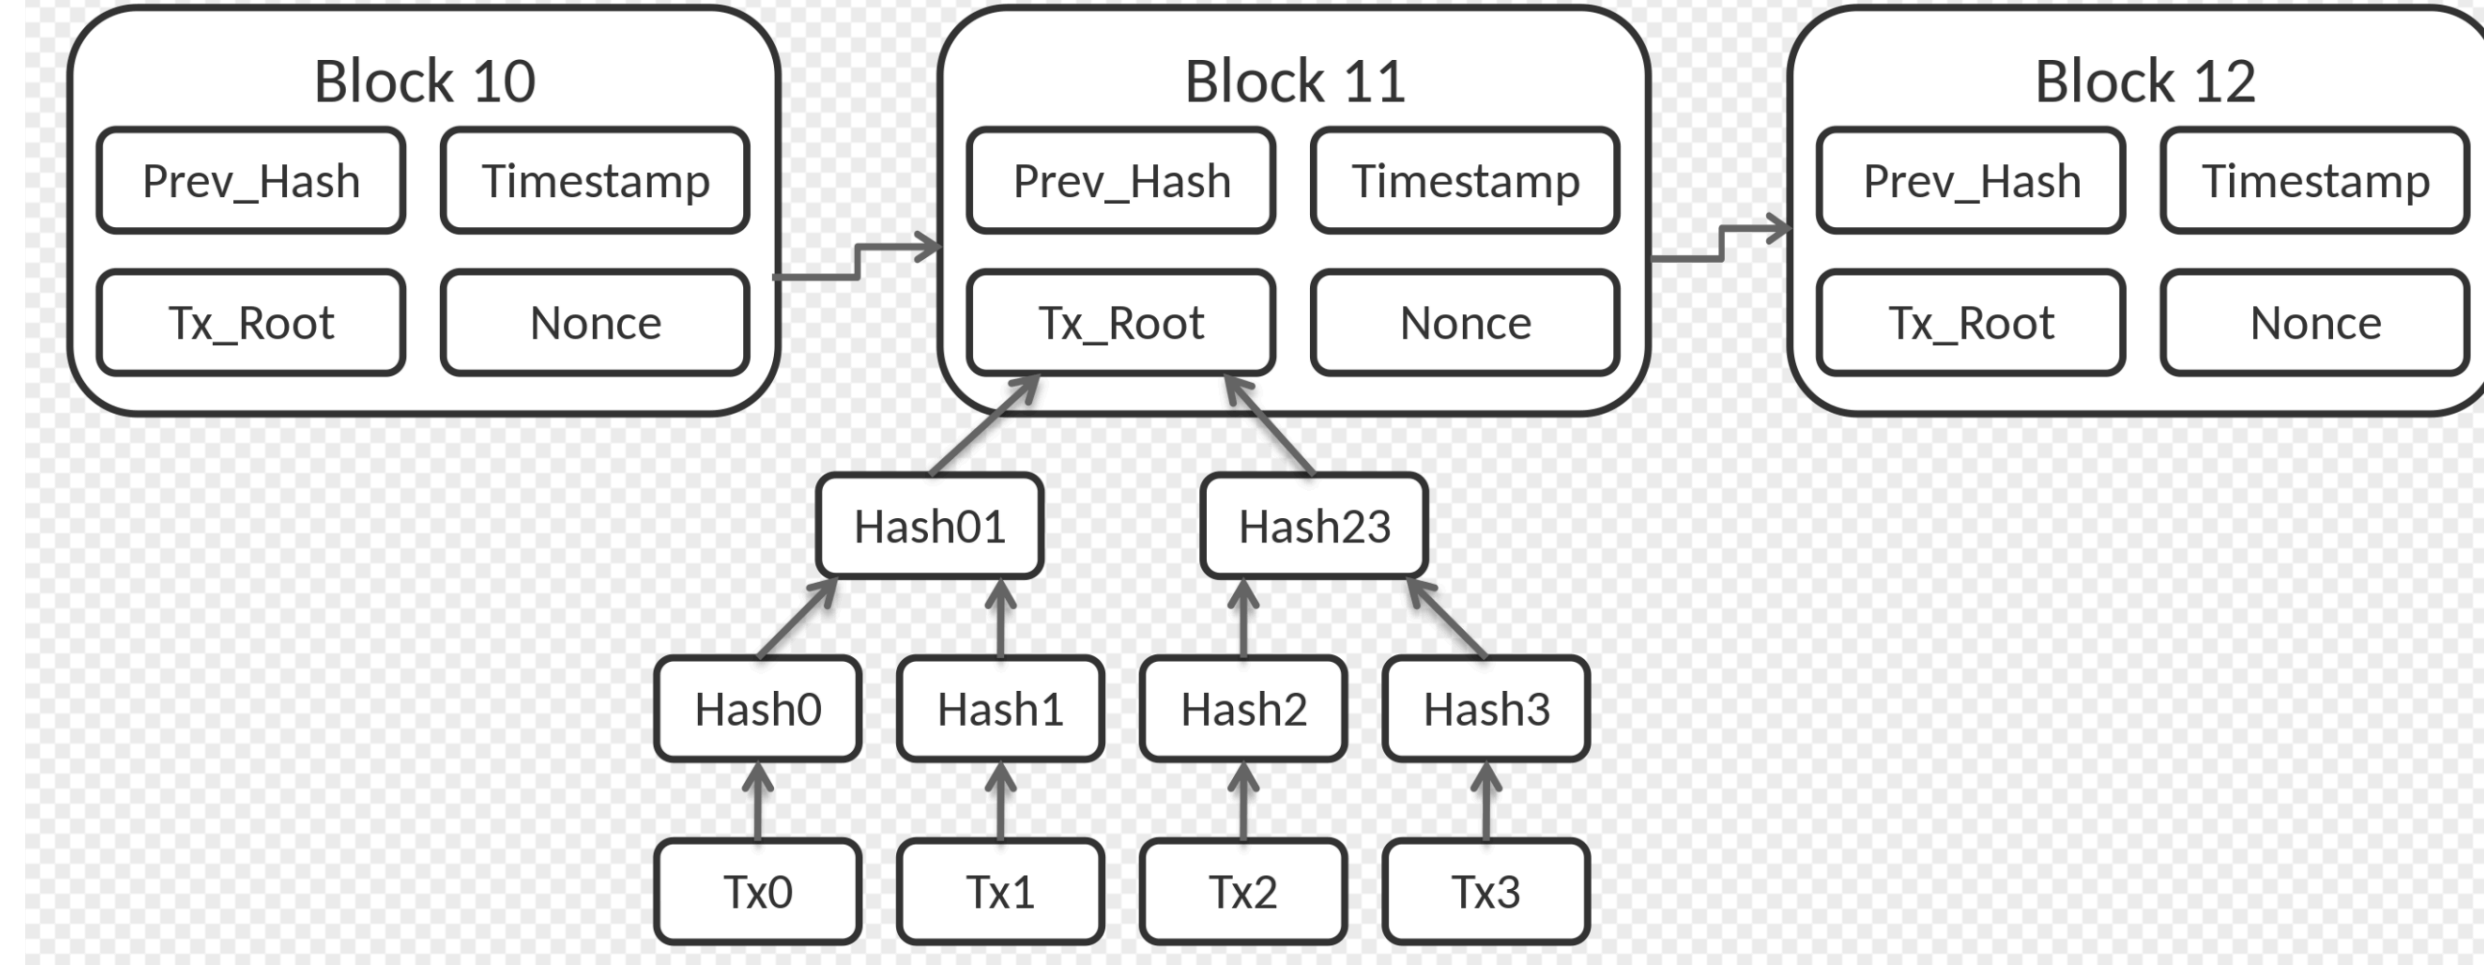 Block 10
Block 11
Block 12
Prev_Hash
Timestamp
Prev_Hash
Timestamp
Prev_Hash
Timestamp
Tx_Root
Nonce
Tx_Root
Nonce
Tx_Root
Nonce
Hash01
Hash23
Hash0
Hash1
Hash2
Hash3
Tx0
Tx1
Tx2
Tx3